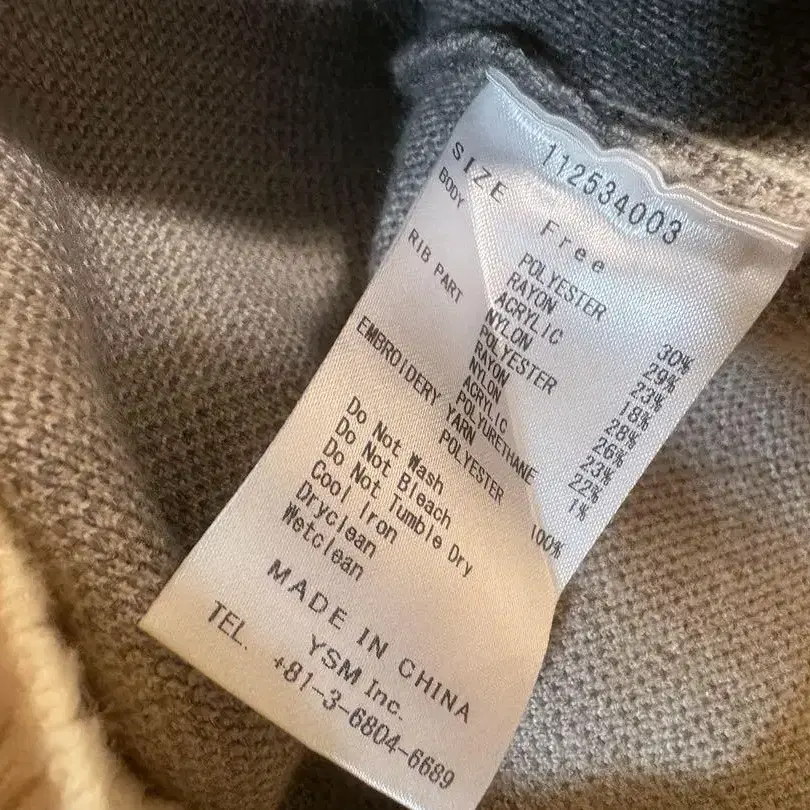 112534003
SIZE Free
BODY POLYESTER 30%
RAYON 29%
ACRYLIC 23%
NYLON 18%
RIB PART POLYESTER 28%
RAYON 26%
NYLON 23%
ACRYLIC 22%
POLYURETHANE 1%
EMBROIDERY YARN
POLYESTER 100%
Do Not Wash
Do Not Bleach
Do Not Tumble Dry
Cool Iron
Dryclean
Wetclean
MADE IN CHINA
YSM Inc.
TEL. +81-3-6804-6689